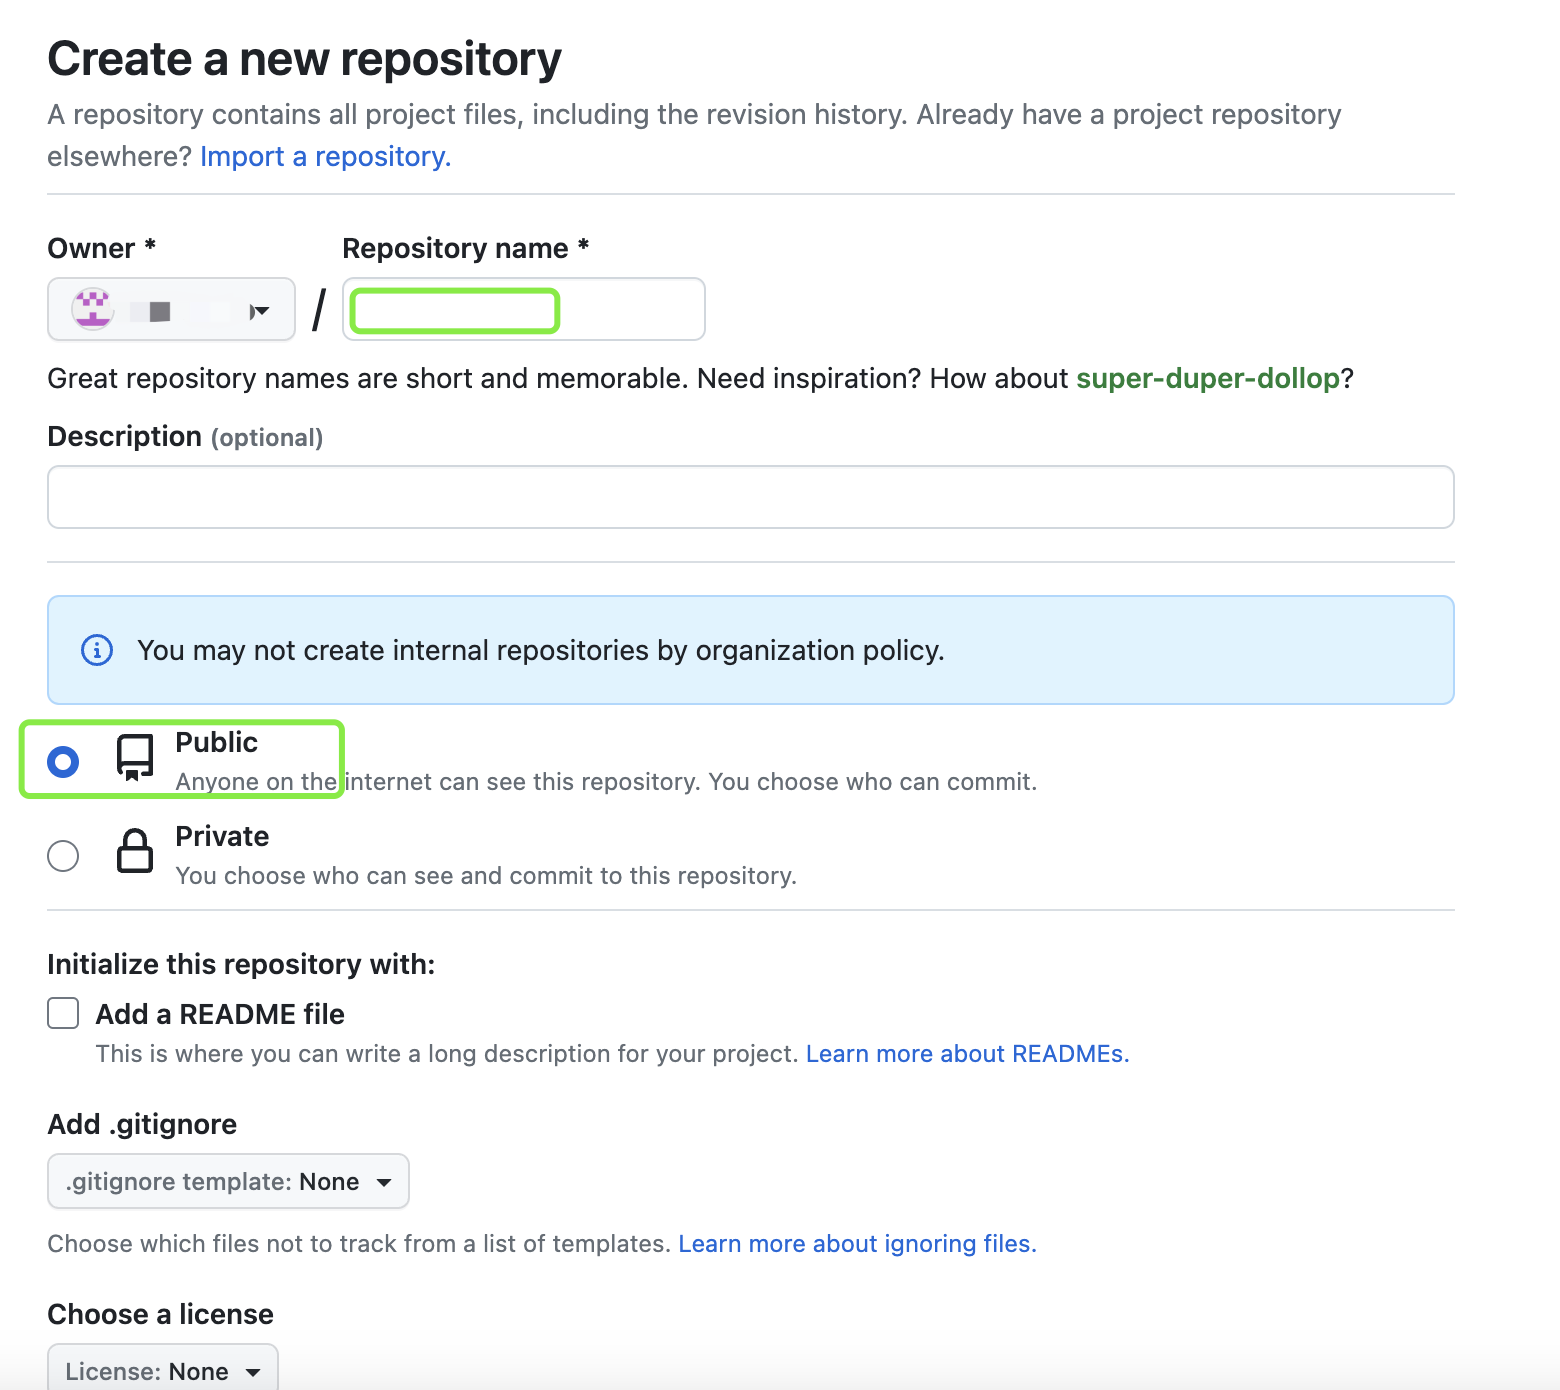 Create a new repository
A repository contains all project files, including the revision history. Already have a project repository
elsewhere? Import a repository.
Owner *
Repository name *
/
Great repository names are short and memorable. Need inspiration? How about super-duper-dollop?
Description (optional)
You may not create internal repositories by organization policy.
Public
Anyone on the internet can see this repository. You choose who can commit.
Private
You choose who can see and commit to this repository.
Initialize this repository with:
Add a README file
This is where you can write a long description for your project. Learn more about READMEs.
Add .gitignore
.gitignore template: None
Choose which files not to track from a list of templates. Learn more about ignoring files.
Choose a license
License: None